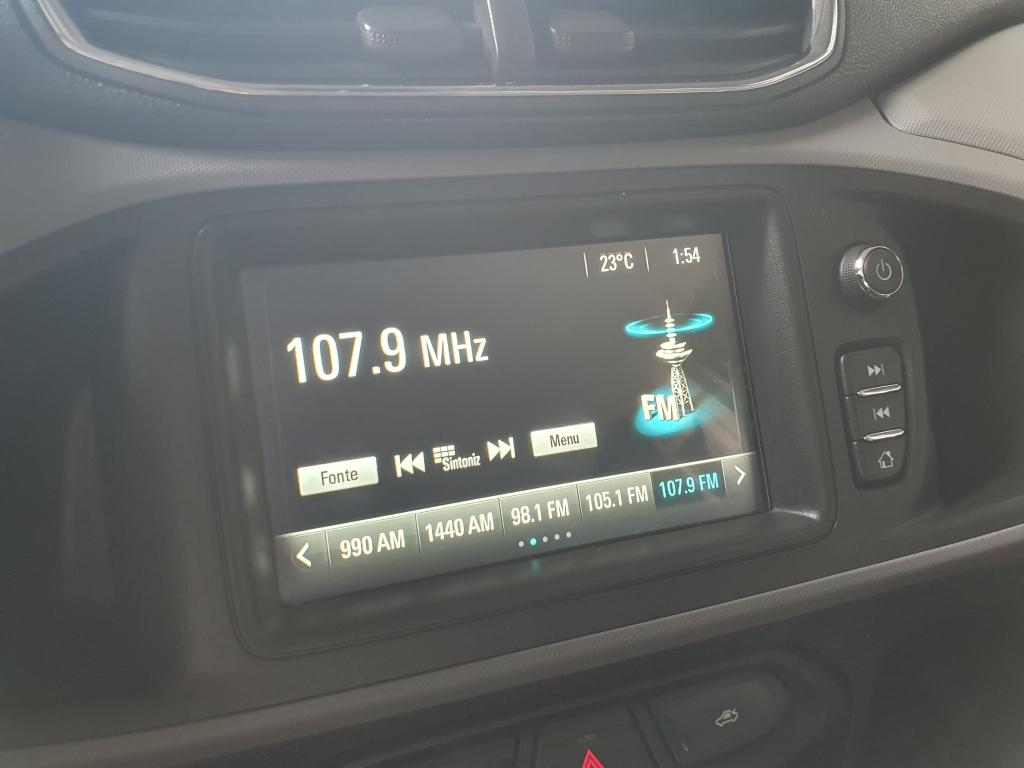 23°C 1:54
107.9 MHz
FM
Fonte Sintoniz Menu
990 AM 1440 AM 98.1 FM 105.1 FM 107.9 FM